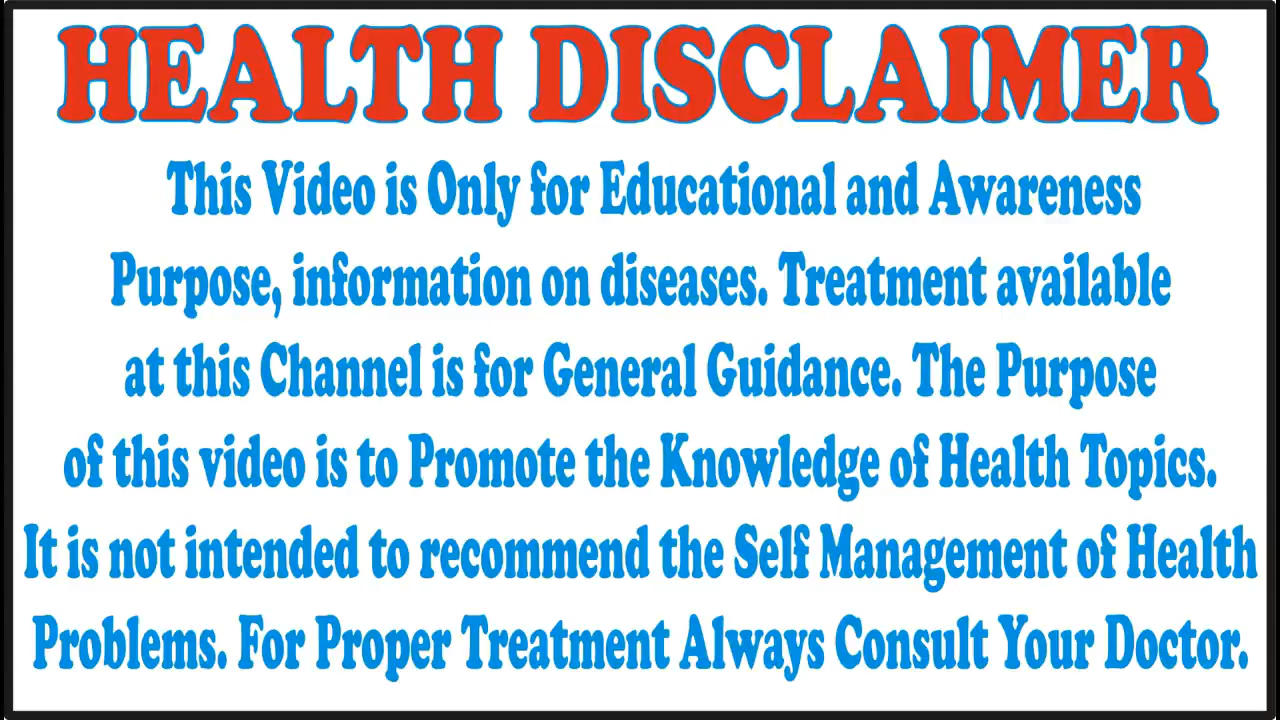 HEALTH DISCLAIMER
This Video is Only for Educational and Awareness
Purpose, information on diseases. Treatment available
at this Channel is for General Guidance. The Purpose
of this video is to Promote the Knowledge of Health Topics.
It is not intended to recommend the Self Management of Health
Problems. For Proper Treatment Always Consult Your Doctor.